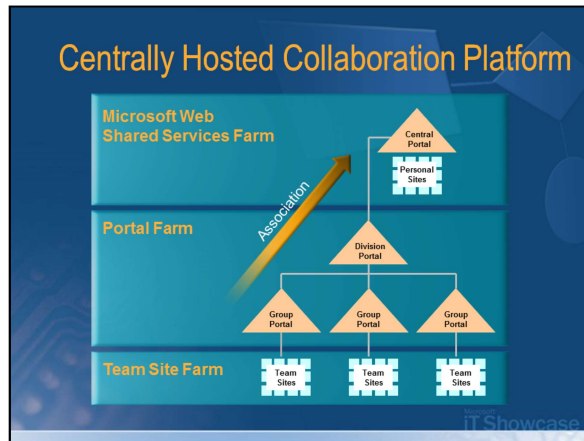 Centrally Hosted Collaboration Platform
Microsoft Web
Shared Services Farm
Central
Portal
Personal
Sites
Association
Portal Farm
Division
Portal
Group
Portal
Group
Portal
Group
Portal
Team Site Farm
Team
Sites
Team
Sites
Team
Sites
Microsoft
IT Showcase